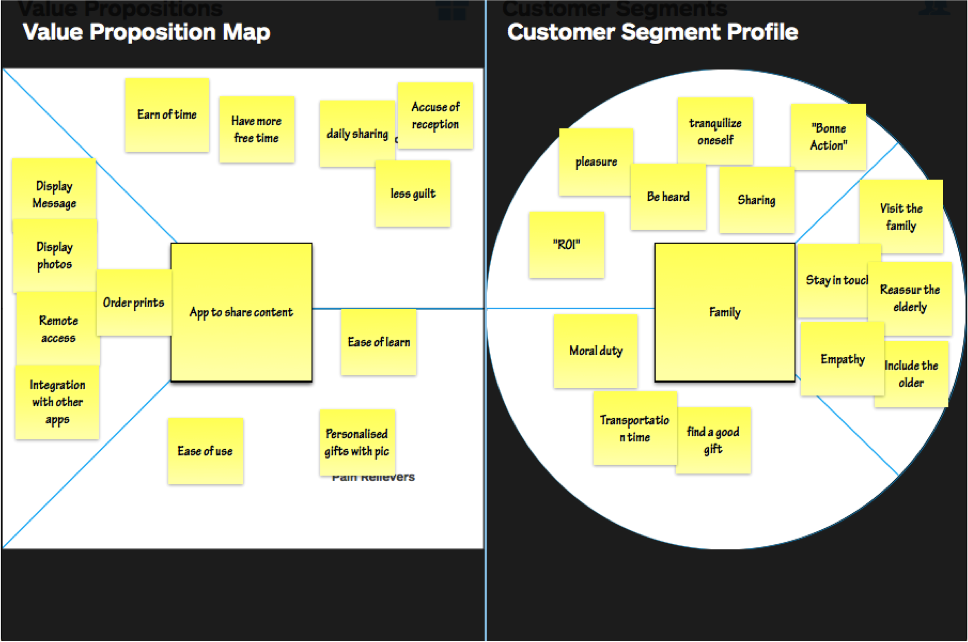 Value Propositions
Customer Segments
Value Proposition Map
Customer Segment Profile
Earn of time
Have more
free time
daily sharing
Accuse of
reception
less guilt
Display
Message
Display
photos
Order prints
Remote
access
Integration
with other
apps
App to share content
Ease of learn
Ease of use
Personalised
gifts with pic
Pain Relievers
pleasure
tranquilize
oneself
"Bonne
Action"
Be heard
Sharing
"ROI"
Visit the
family
Stay in touch
Reassur the
elderly
Empathy
Include the
older
Family
Moral duty
Transportatio
n time
find a good
gift